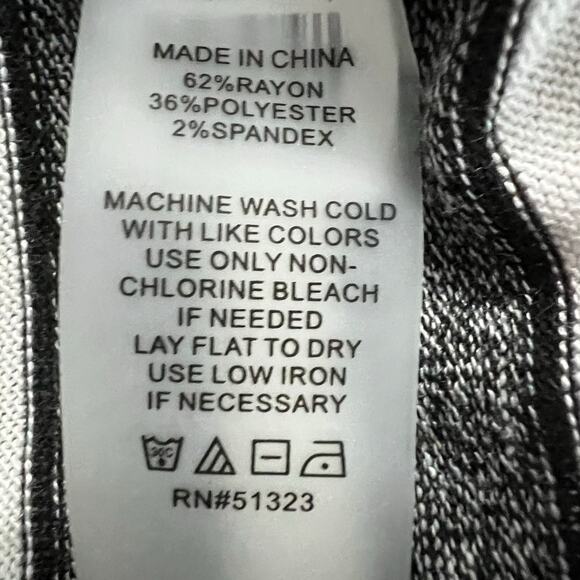 MADE IN CHINA
62%RAYON
36%POLYESTER
2%SPANDEX
MACHINE WASH COLD
WITH LIKE COLORS
USE ONLY NON-
CHLORINE BLEACH
IF NEEDED
LAY FLAT TO DRY
USE LOW IRON
IF NECESSARY
30C
RN#51323